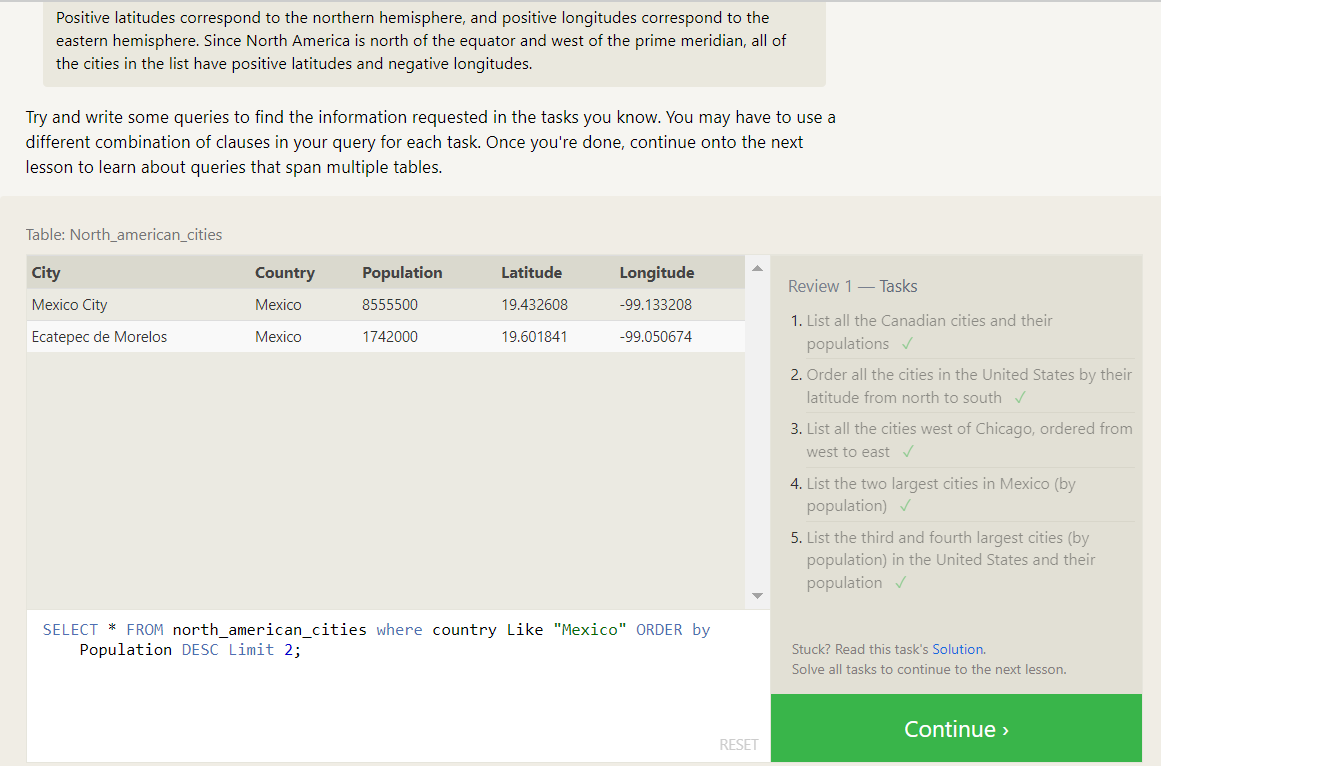 Positive latitudes correspond to the northern hemisphere, and positive longitudes correspond to the
eastern hemisphere. Since North America is north of the equator and west of the prime meridian, all of
the cities in the list have positive latitudes and negative longitudes.
Try and write some queries to find the information requested in the tasks you know. You may have to use a
different combination of clauses in your query for each task. Once you're done, continue onto the next
lesson to learn about queries that span multiple tables.
Table: North_american_cities
City Country Population Latitude Longitude
Mexico City Mexico 8555500 19.432608 -99.133208
Ecatepec de Morelos Mexico 1742000 19.601841 -99.050674
SELECT * FROM north_american_cities where country Like "Mexico" ORDER by
Population DESC Limit 2;
RESET
Review 1 — Tasks
1. List all the Canadian cities and their
populations ✓
2. Order all the cities in the United States by their
latitude from north to south ✓
3. List all the cities west of Chicago, ordered from
west to east ✓
4. List the two largest cities in Mexico (by
population) ✓
5. List the third and fourth largest cities (by
population) in the United States and their
population ✓
Stuck? Read this task's Solution.
Solve all tasks to continue to the next lesson.
Continue ›